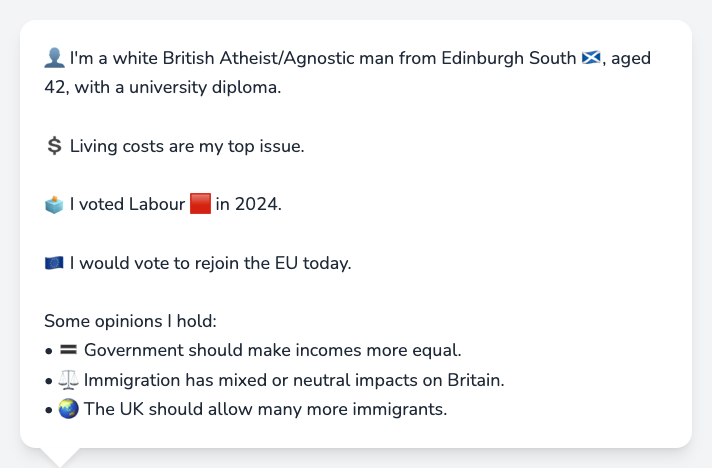 👤 I'm a white British Atheist/Agnostic man from Edinburgh South 🏴󠁧󠁢󠁳󠁣󠁴󠁿, aged
42, with a university diploma.
💲 Living costs are my top issue.
🗳️ I voted Labour 🟥 in 2024.
🇪🇺 I would vote to rejoin the EU today.
Some opinions I hold:
• 🟰 Government should make incomes more equal.
• ⚖️ Immigration has mixed or neutral impacts on Britain.
• 🌏 The UK should allow many more immigrants.